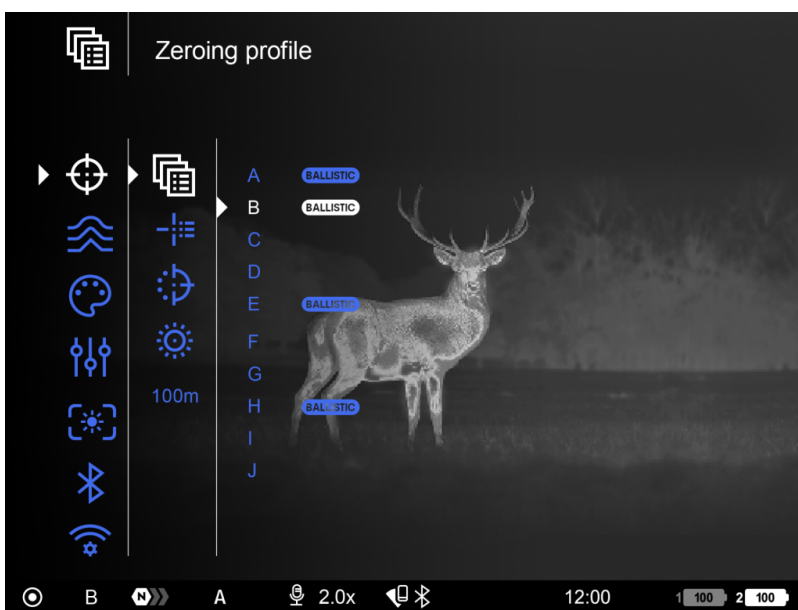 Zeroing profile
A BALLISTIC
B BALLISTIC
C
D
E BALLISTIC
F
G
100m
H BALLISTIC
I
J
B N A 2.0x 12:00 1 100 2 100